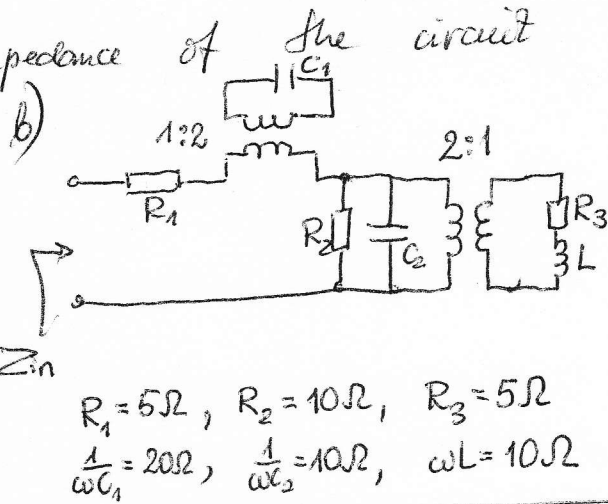 pedance of the circuit
b)
C₁
1:2
2:1
R₁
R₂
C₂
R₃
L
Zin
R₁ = 5Ω, R₂ = 10Ω, R₃ = 5Ω
1/ωC₁ = 20Ω, 1/ωC₂ = 10Ω, ωL = 10Ω